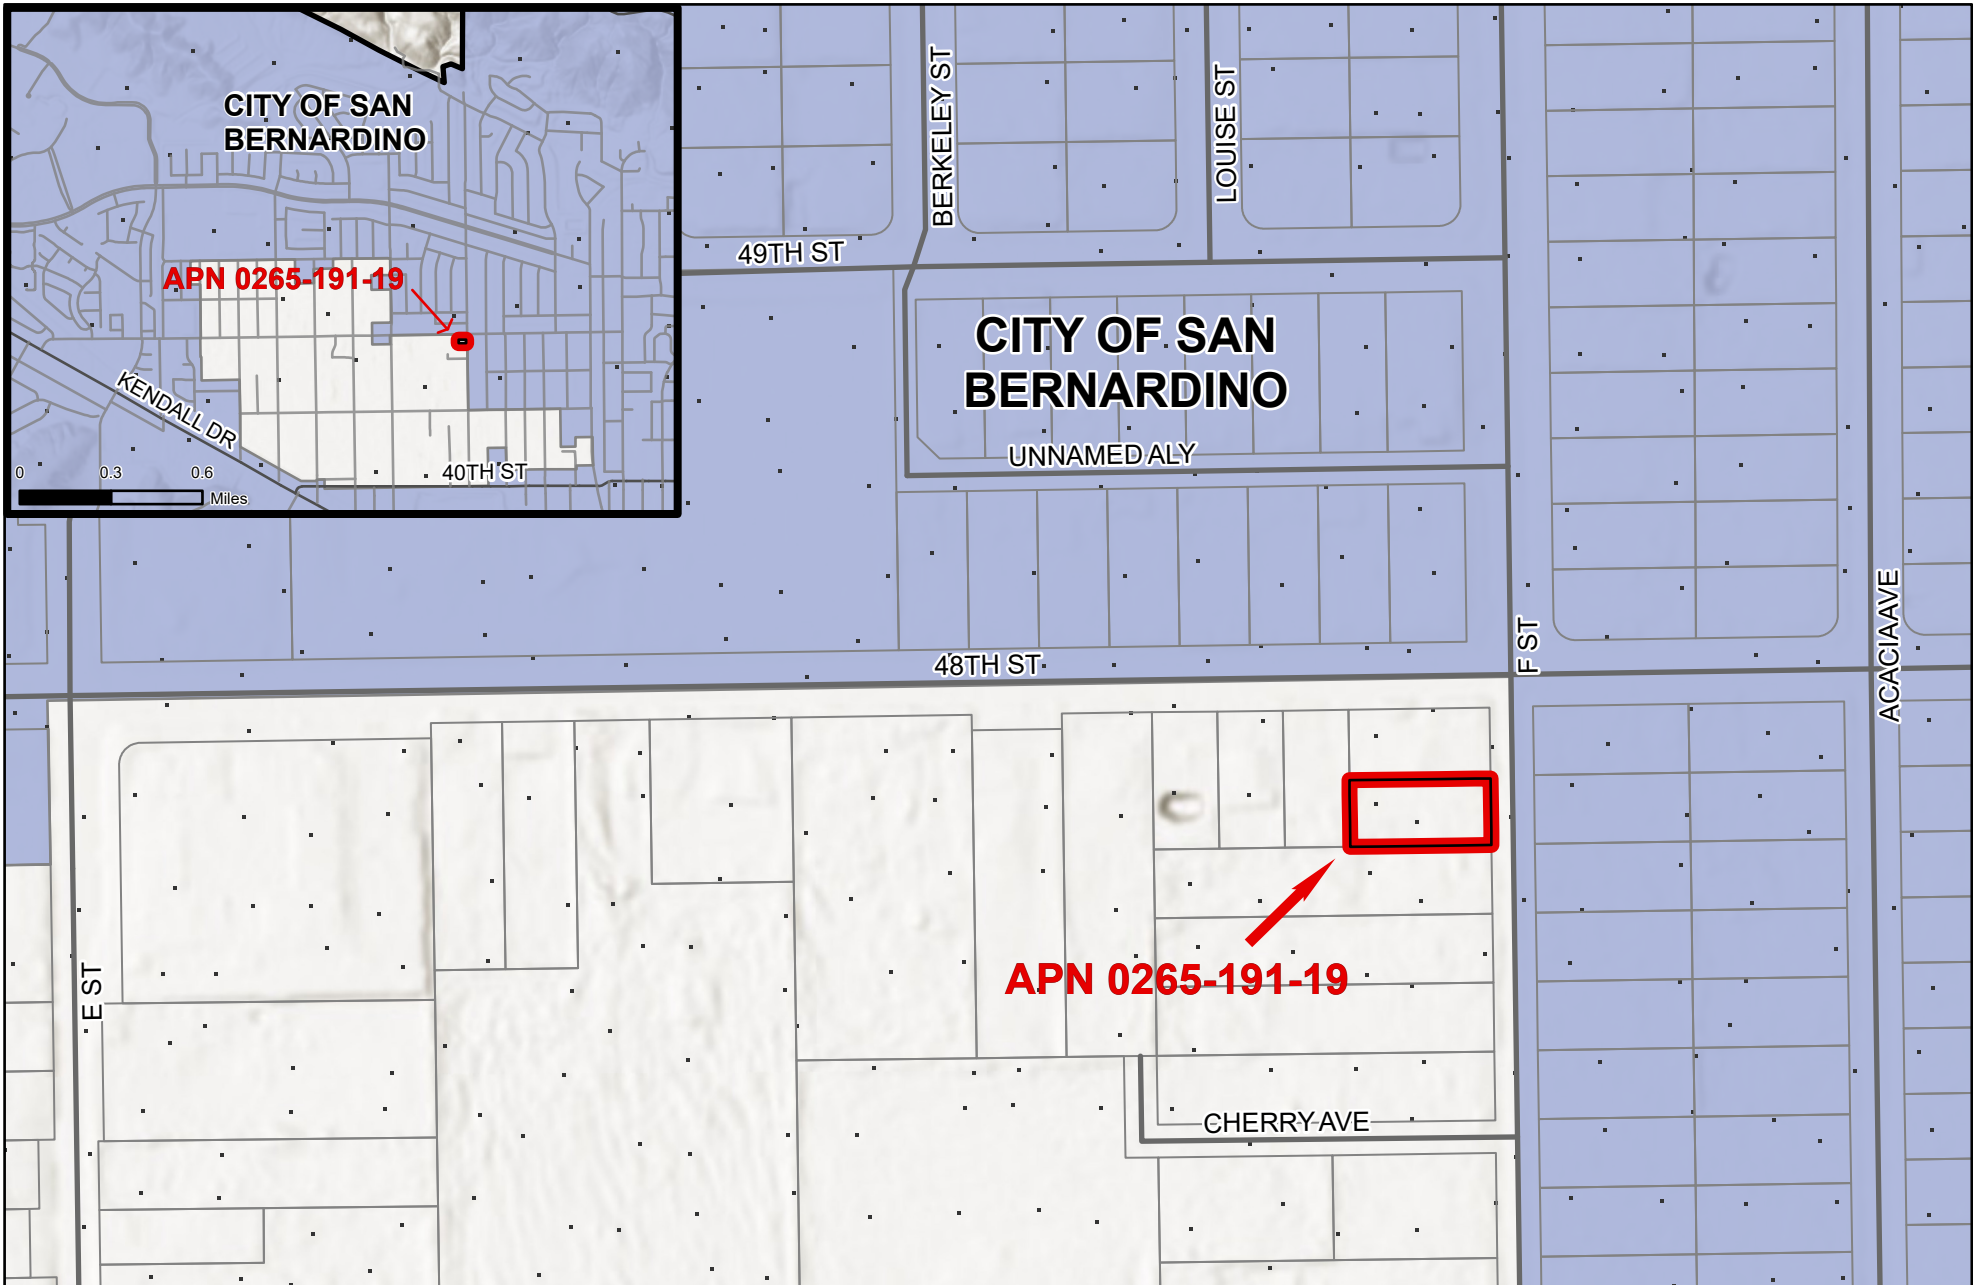 CITY OF SAN
BERNARDINO
APN 0265-191-19
KENDALL DR
40TH ST
0 0.3 0.6
Miles
BERKELEY ST
LOUISE ST
49TH ST
CITY OF SAN
BERNARDINO
UNNAMED ALY
48TH ST
F ST
ACACIA AVE
E ST
APN 0265-191-19
CHERRY AVE